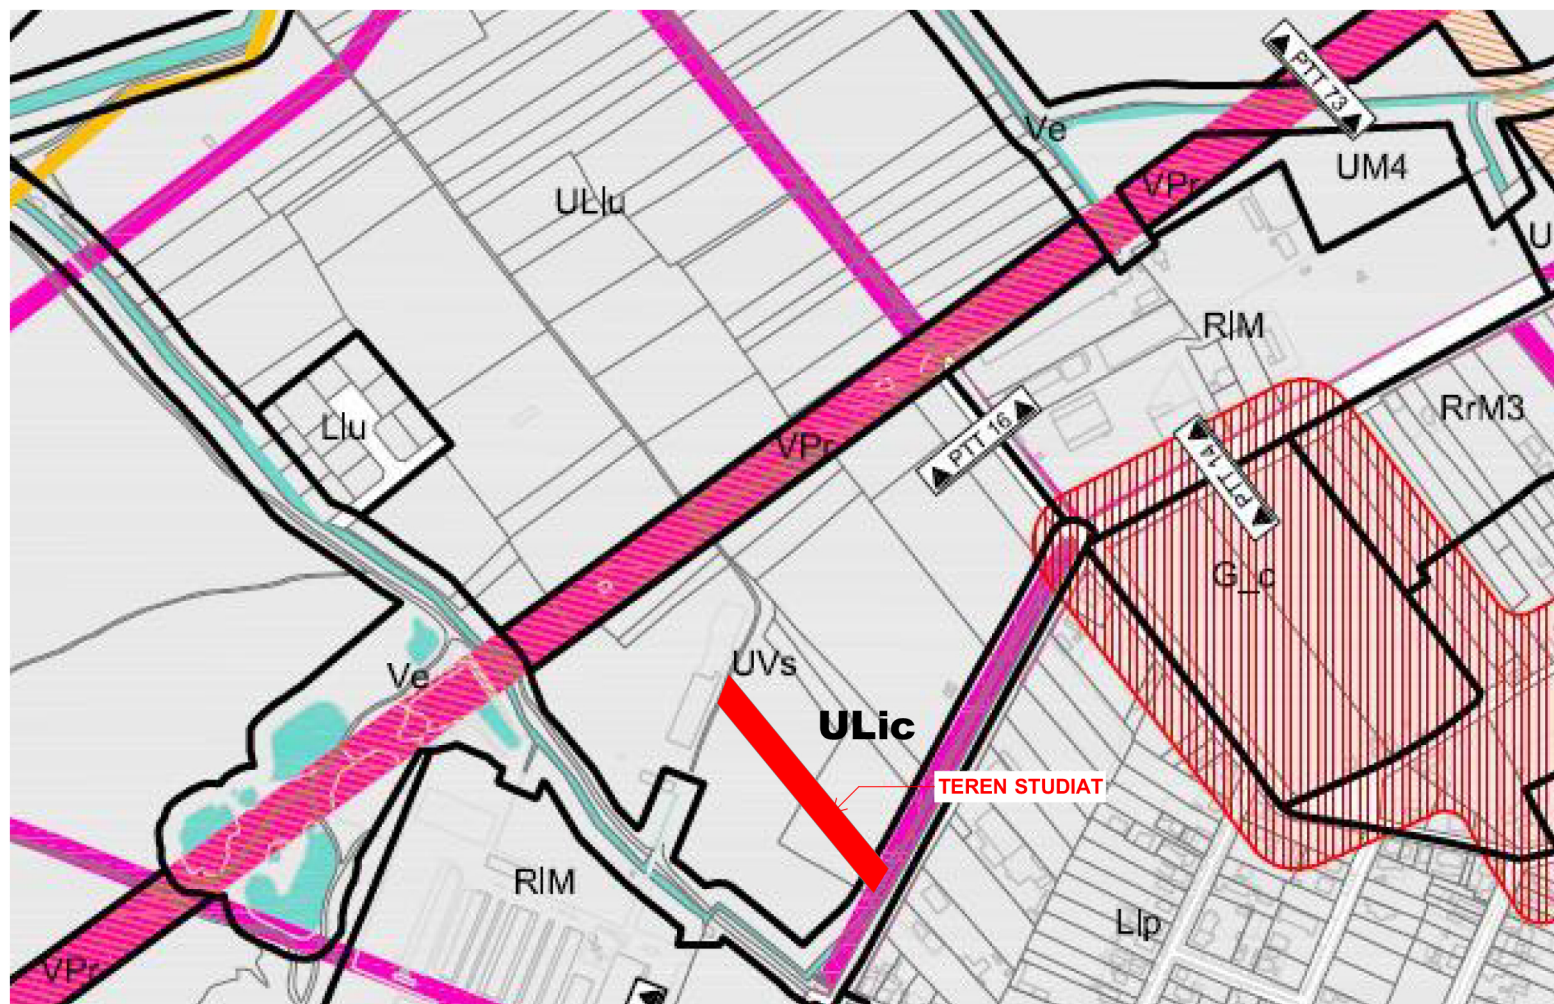 PTT 73
Ve
UM4
VPr
ULlu
U
RIM
RrM3
Llu
PTT 16
VPr
PTT 14
G_c
Ve
UVs
ULic
TEREN STUDIAT
RIM
Llp
VPr